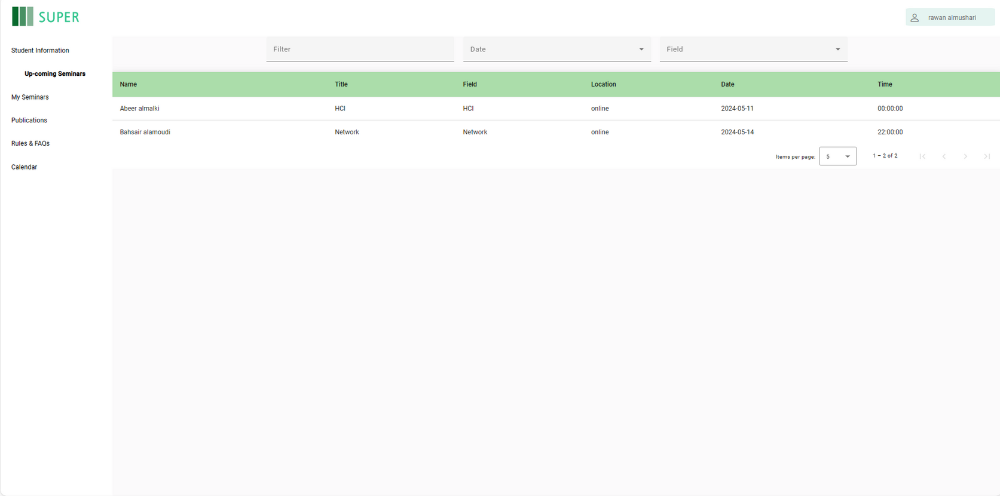 SUPER
rawan almushari
Student Information
Up-coming Seminars
My Seminars
Publications
Rules & FAQs
Calendar
Filter Date Field
Name Title Field Location Date Time
Abeer almalki HCI HCI online 2024-05-11 00:00:00
Bahsair alamoudi Network Network online 2024-05-14 22:00:00
Items per page: 5 1 – 2 of 2